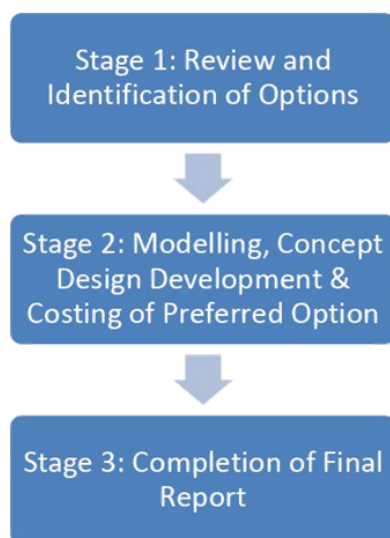 Stage 1: Review and
Identification of Options
Stage 2: Modelling, Concept
Design Development &
Costing of Preferred Option
Stage 3: Completion of Final
Report